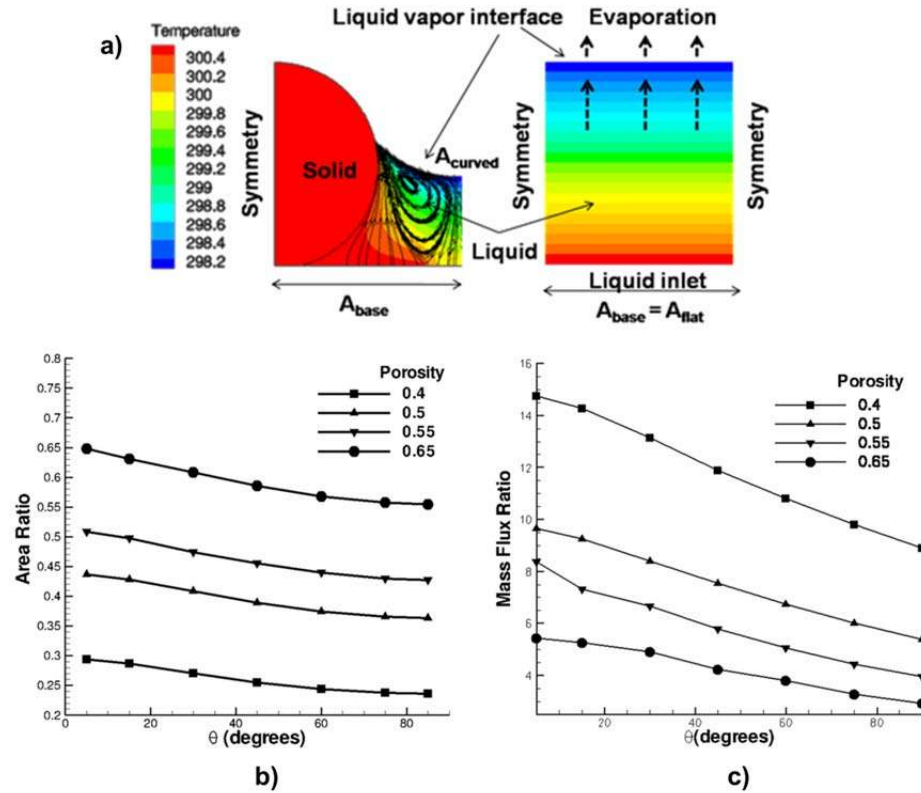 a)
Liquid vapor interface
Evaporation
Temperature
300.4
300.2
300
299.8
299.6
299.4
299.2
299
298.8
298.6
298.4
298.2
Symmetry
Solid
A_curved
Liquid
A_base
Symmetry
Symmetry
Liquid inlet
A_base = A_flat
Porosity
0.4
0.5
0.55
0.65
Area Ratio
0.8
0.75
0.7
0.65
0.6
0.55
0.5
0.45
0.4
0.35
0.3
0.25
0.2
0 20 40 60 80
θ (degrees)
b)
Porosity
0.4
0.5
0.55
0.65
Mass Flux Ratio
16
14
12
10
8
6
4
20 40 60 80
θ(degrees)
c)